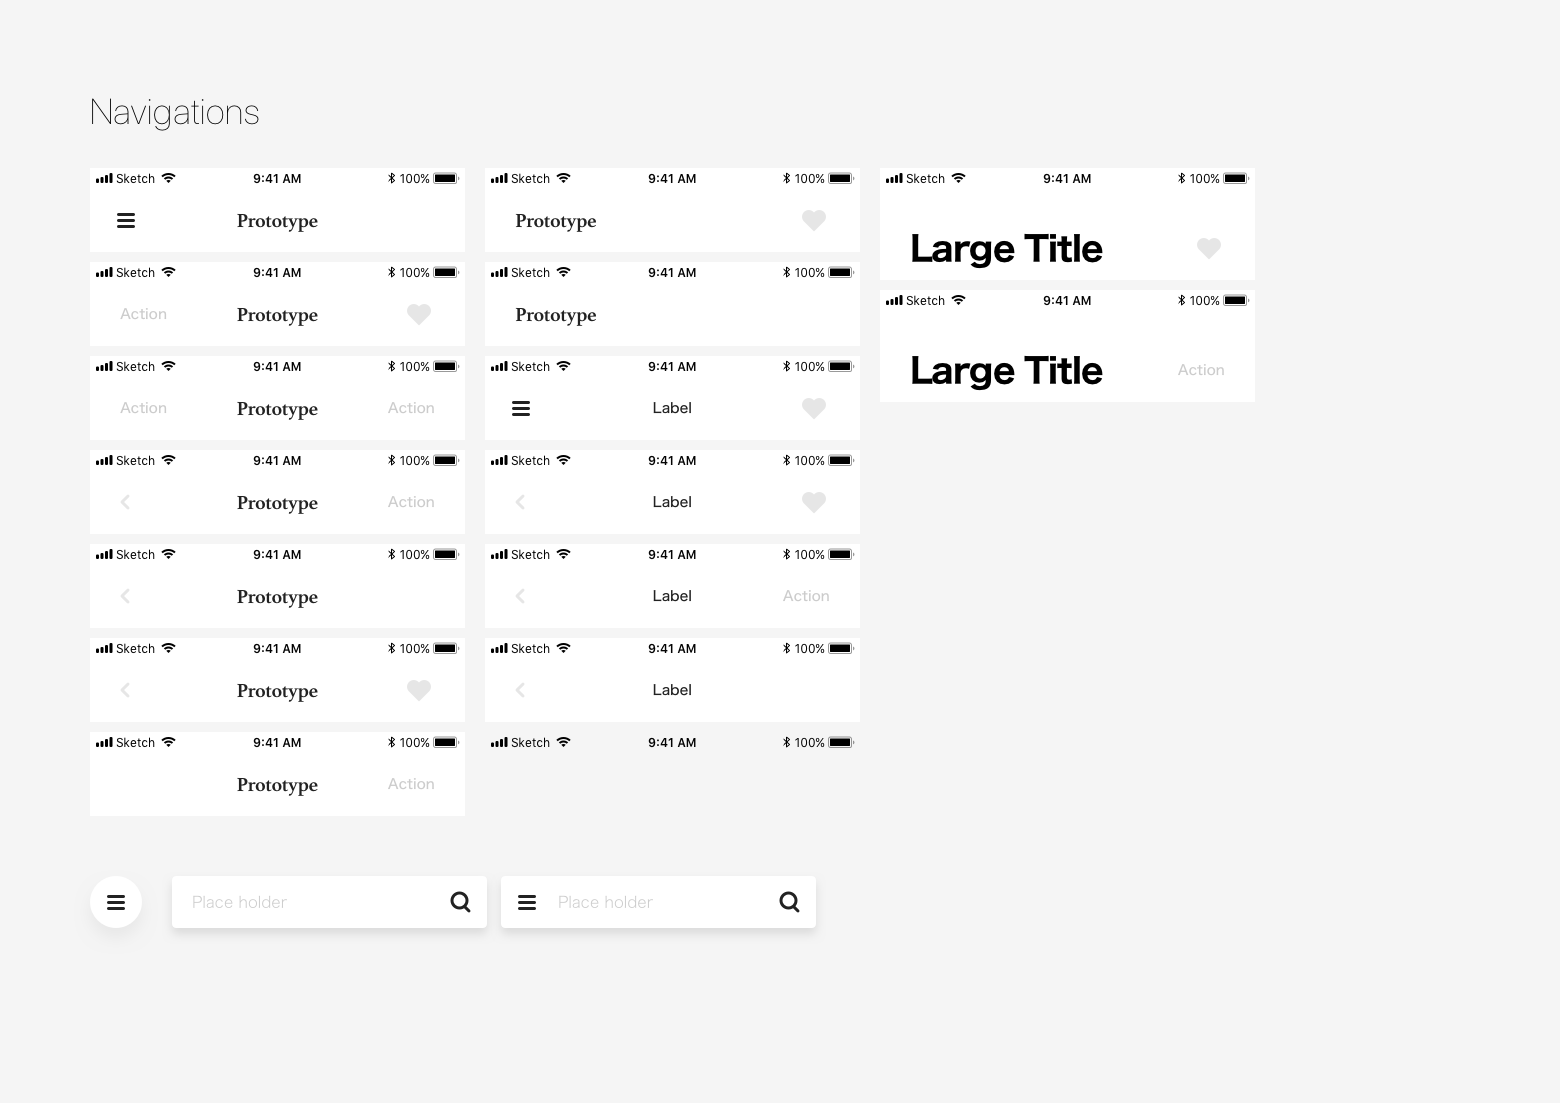 Navigations
Sketch 9:41 AM 100%
Prototype
Sketch 9:41 AM 100%
Action Prototype
Sketch 9:41 AM 100%
Action Prototype Action
Sketch 9:41 AM 100%
Prototype Action
Sketch 9:41 AM 100%
Prototype
Sketch 9:41 AM 100%
Prototype
Sketch 9:41 AM 100%
Prototype Action
Sketch 9:41 AM 100%
Prototype
Sketch 9:41 AM 100%
Prototype
Sketch 9:41 AM 100%
Label
Sketch 9:41 AM 100%
Label
Sketch 9:41 AM 100%
Label Action
Sketch 9:41 AM 100%
Label
Sketch 9:41 AM 100%
Sketch 9:41 AM 100%
Large Title
Sketch 9:41 AM 100%
Large Title Action
Place holder
Place holder